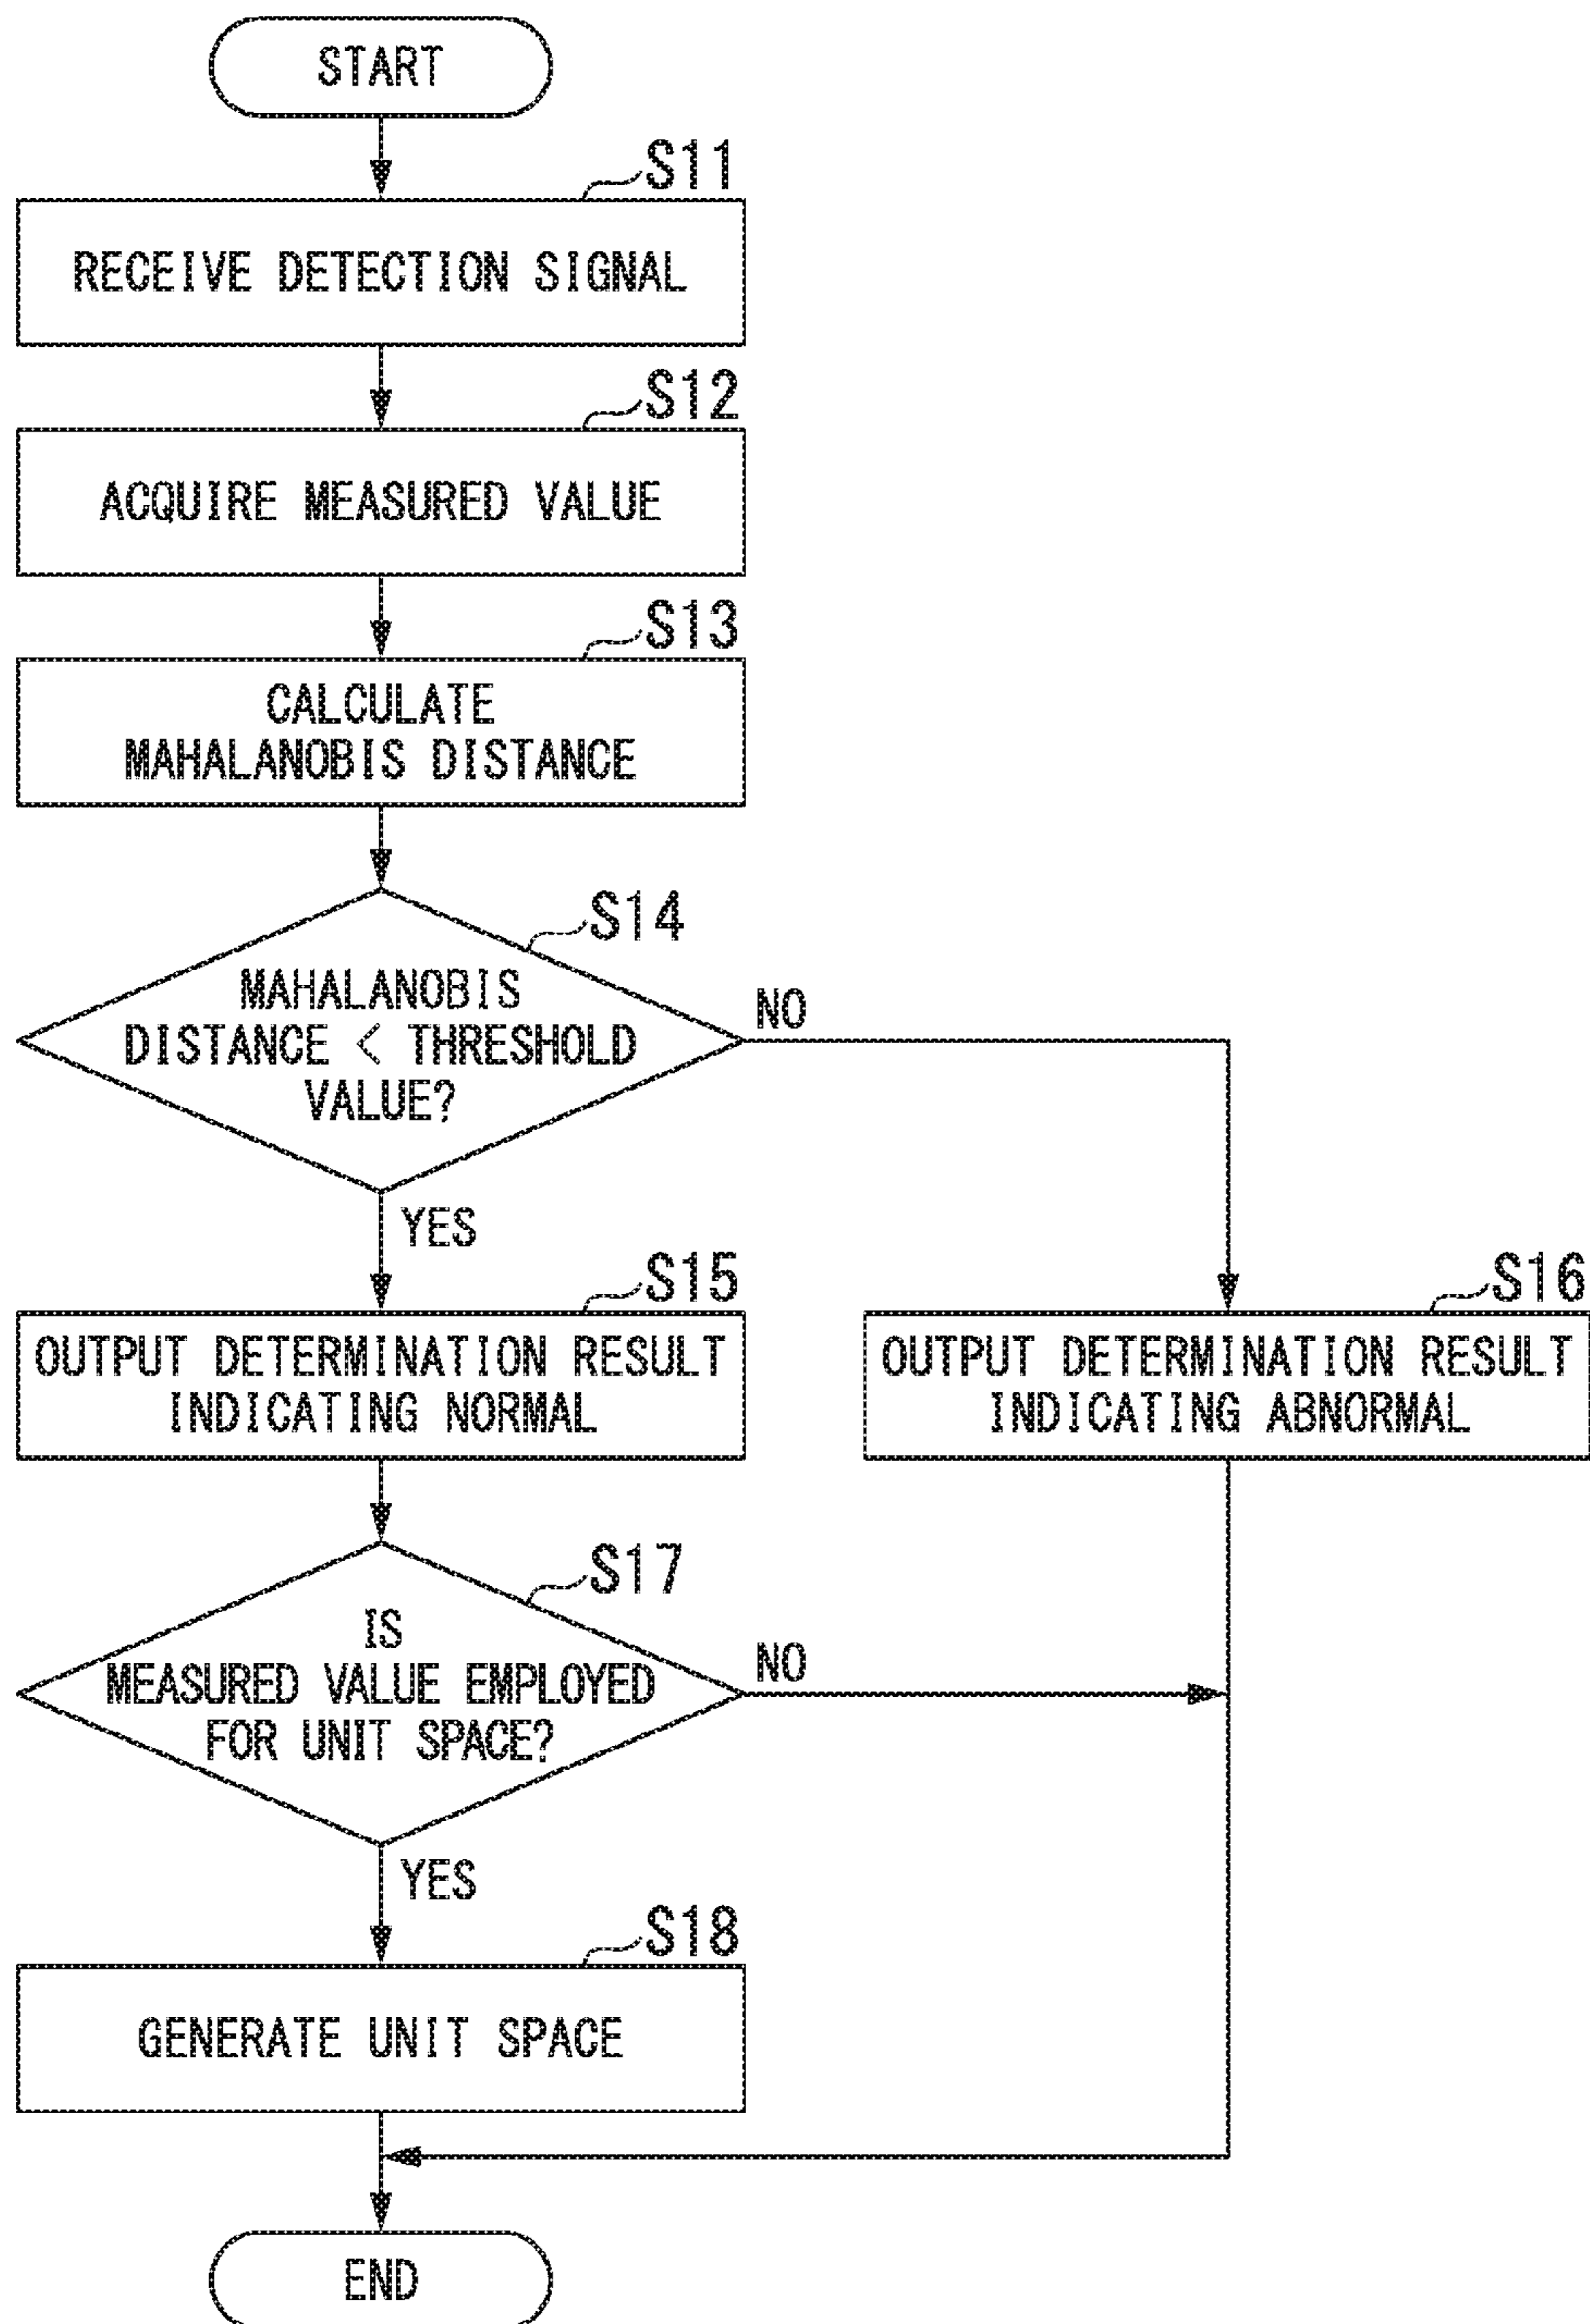 START
S11
RECEIVE DETECTION SIGNAL
S12
ACQUIRE MEASURED VALUE
S13
CALCULATE
MAHALANOBIS DISTANCE
S14
MAHALANOBIS
DISTANCE < THRESHOLD
VALUE?
NO
YES
S15
OUTPUT DETERMINATION RESULT
INDICATING NORMAL
S16
OUTPUT DETERMINATION RESULT
INDICATING ABNORMAL
S17
IS
MEASURED VALUE EMPLOYED
FOR UNIT SPACE?
NO
YES
S18
GENERATE UNIT SPACE
END